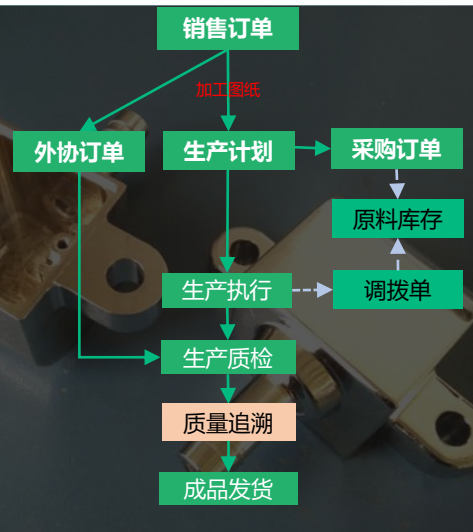 销售订单
加工图纸
外协订单
生产计划
采购订单
原料库存
生产执行
调拨单
生产质检
质量追溯
成品发货